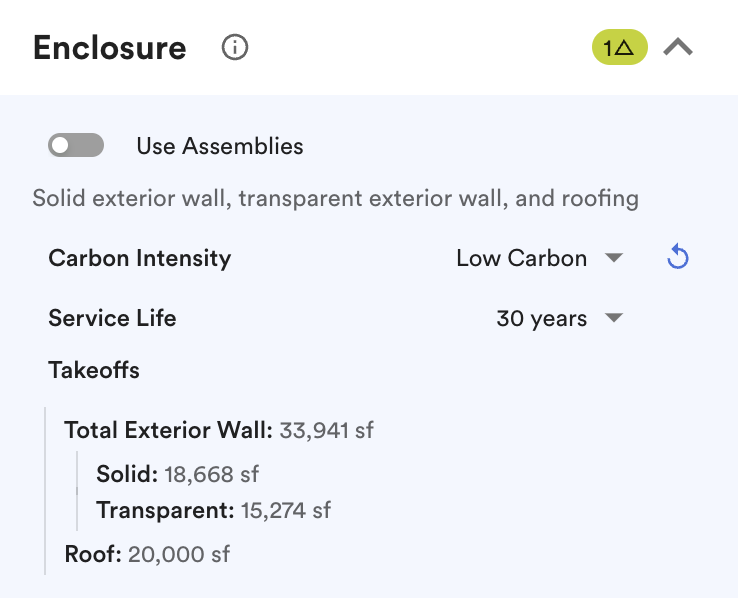 Enclosure
1△
Use Assemblies
Solid exterior wall, transparent exterior wall, and roofing
Carbon Intensity Low Carbon
Service Life 30 years
Takeoffs
Total Exterior Wall: 33,941 sf
Solid: 18,668 sf
Transparent: 15,274 sf
Roof: 20,000 sf